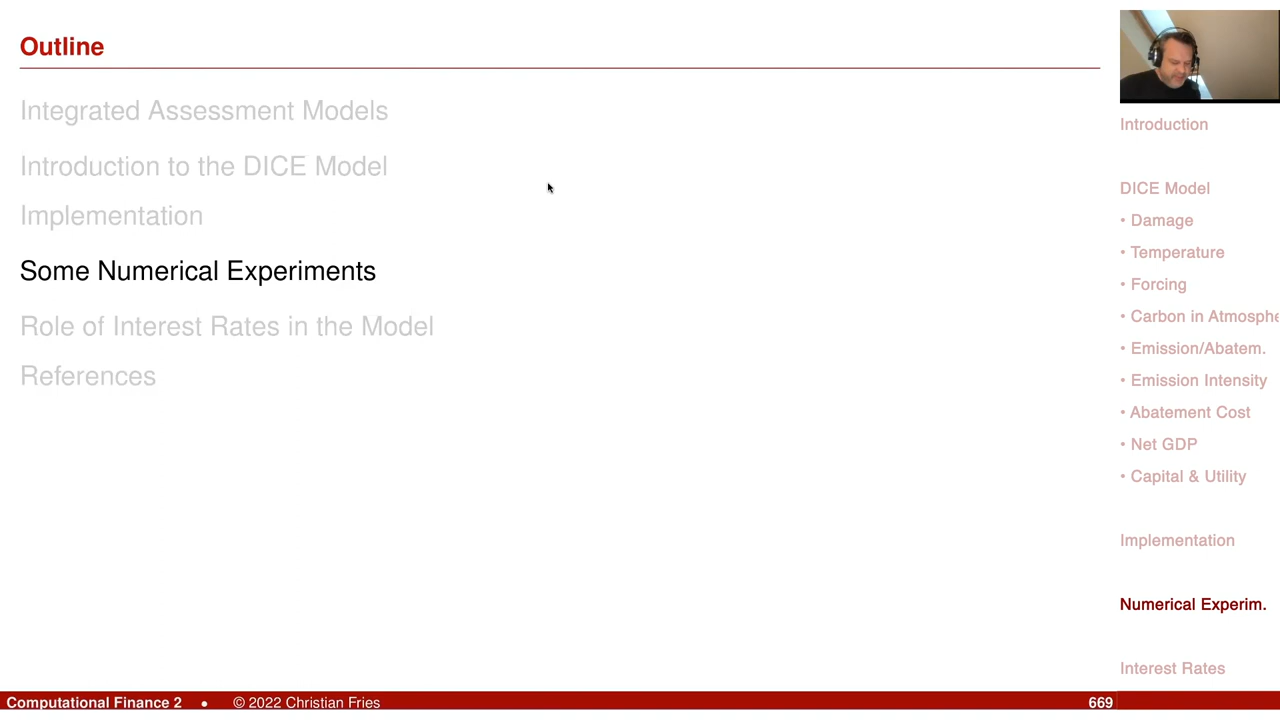 Outline
Integrated Assessment Models
Introduction to the DICE Model
Implementation
Some Numerical Experiments
Role of Interest Rates in the Model
References
Introduction
DICE Model
• Damage
• Temperature
• Forcing
• Carbon in Atmosphe
• Emission/Abatem.
• Emission Intensity
• Abatement Cost
• Net GDP
• Capital & Utility
Implementation
Numerical Experim.
Interest Rates
Computational Finance 2 • © 2022 Christian Fries 669